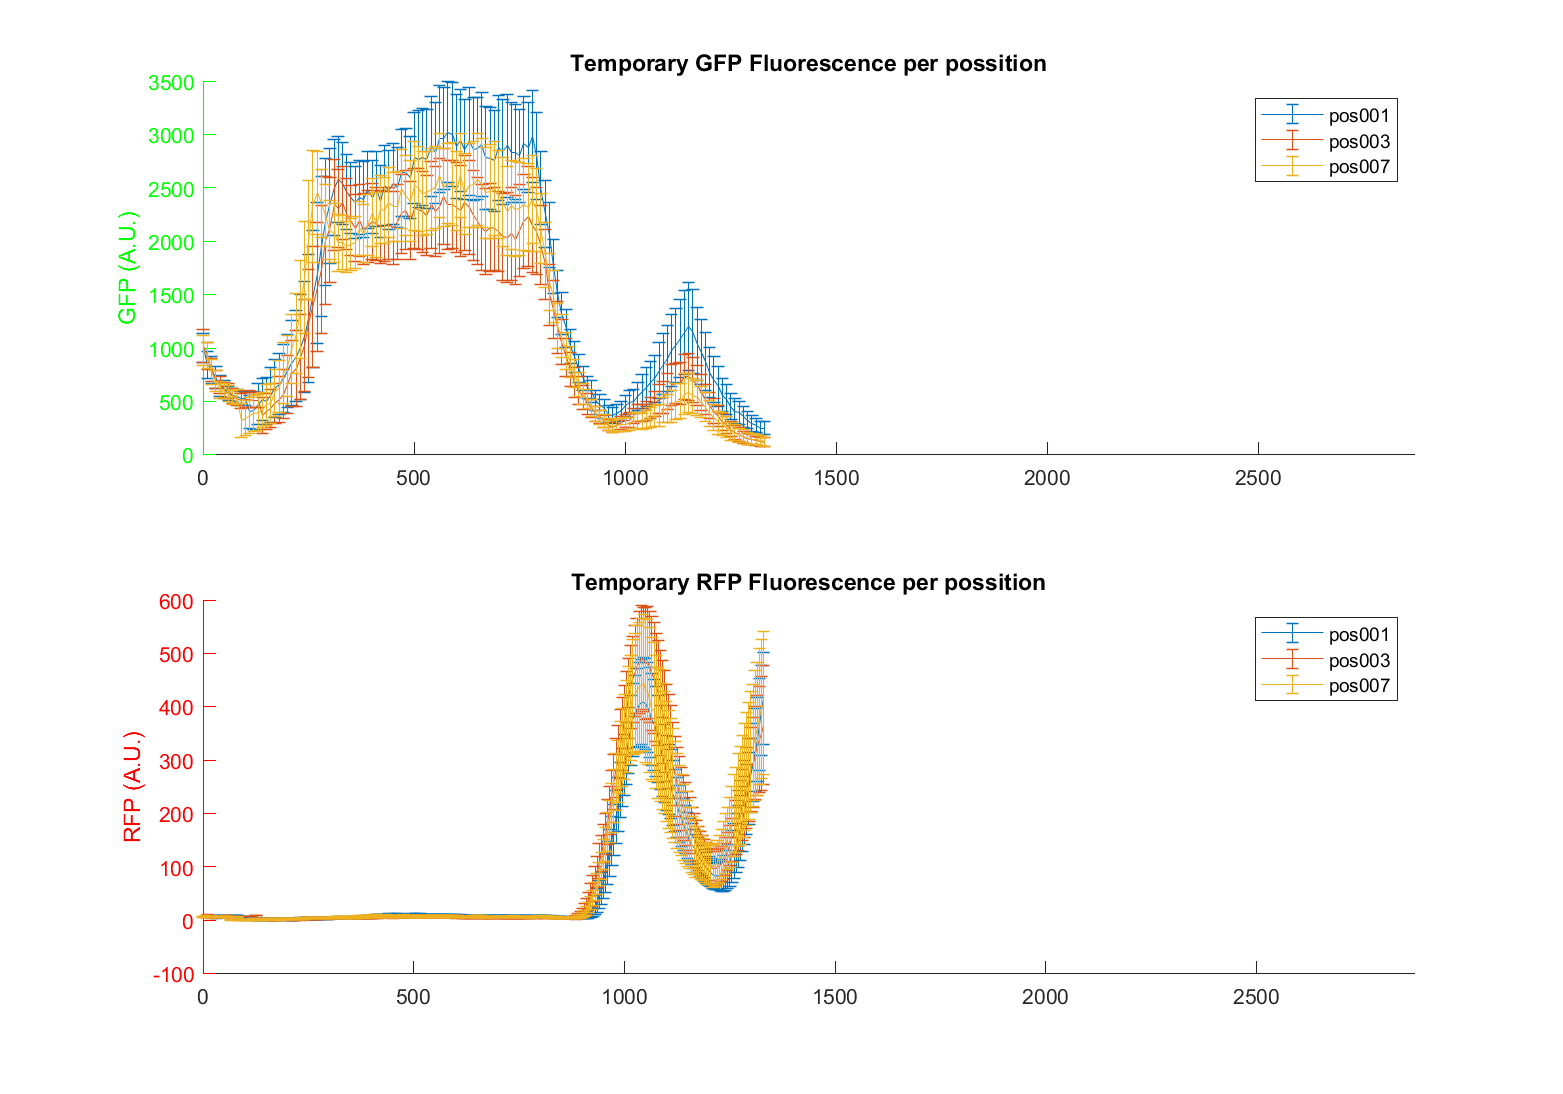 Temporary GFP Fluorescence per possition
3500
3000
2500
2000
1500
1000
500
0
GFP (A.U.)
0 500 1000 1500 2000 2500
pos001
pos003
pos007
Temporary RFP Fluorescence per possition
600
500
400
300
200
100
0
-100
RFP (A.U.)
0 500 1000 1500 2000 2500
pos001
pos003
pos007